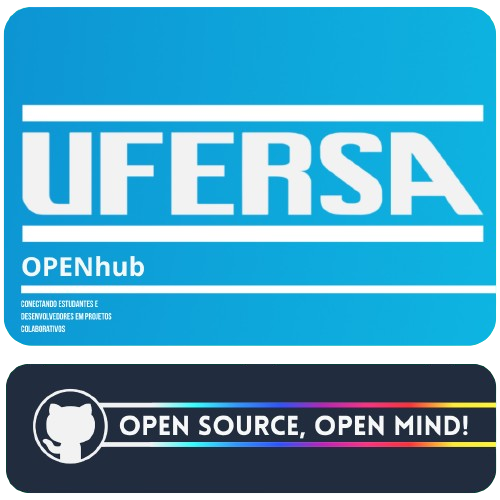 UFERSA
OPENhub
CONECTANDO ESTUDANTES E
DESENVOLVEDORES EM PROJETOS
COLABORATIVOS
OPEN SOURCE, OPEN MIND!